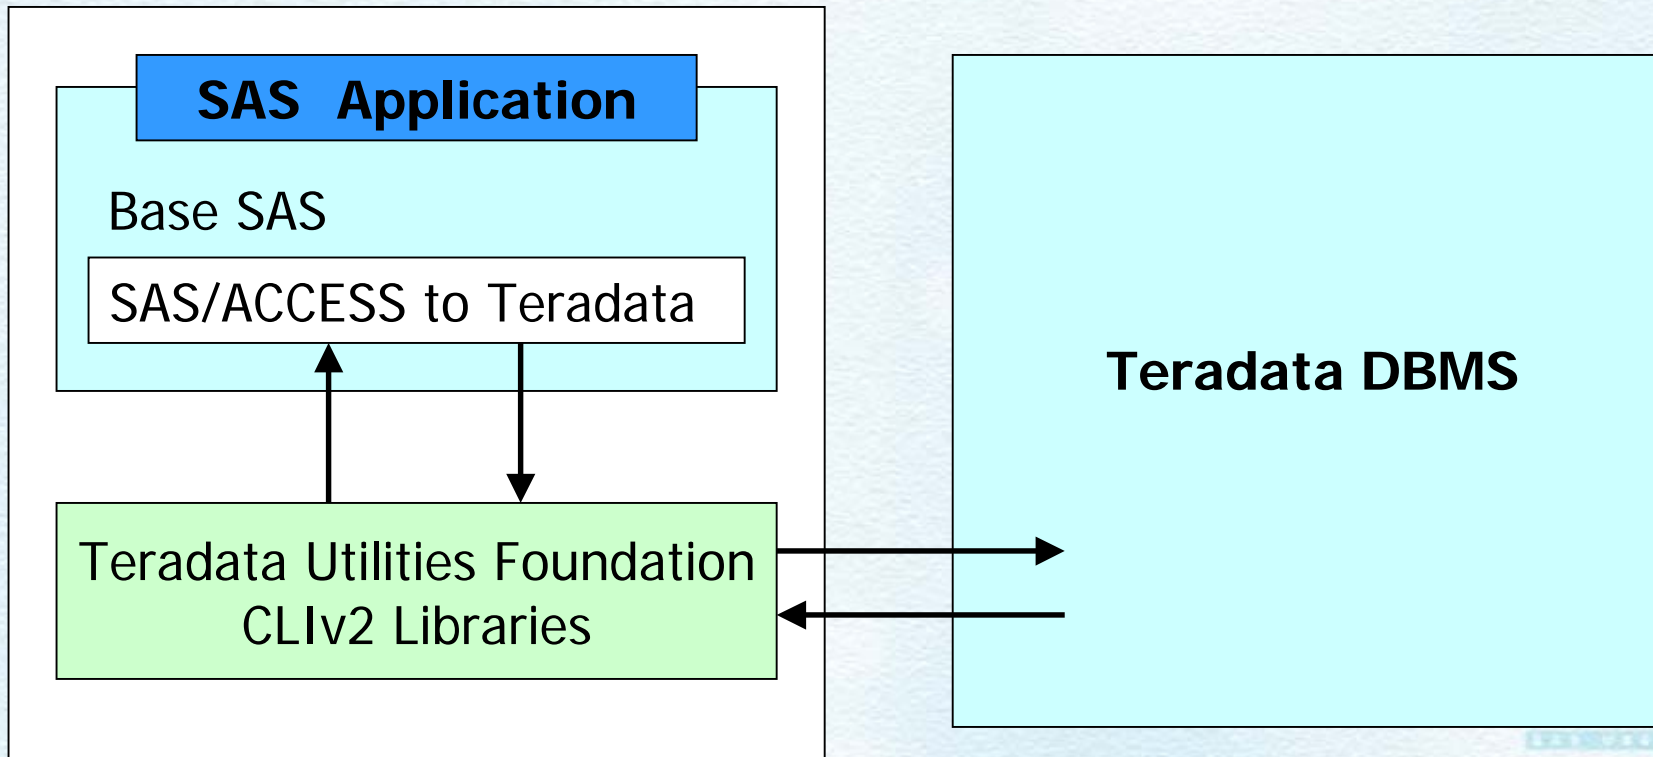 SAS Application
Base SAS
SAS/ACCESS to Teradata
Teradata DBMS
Teradata Utilities Foundation
CLIv2 Libraries